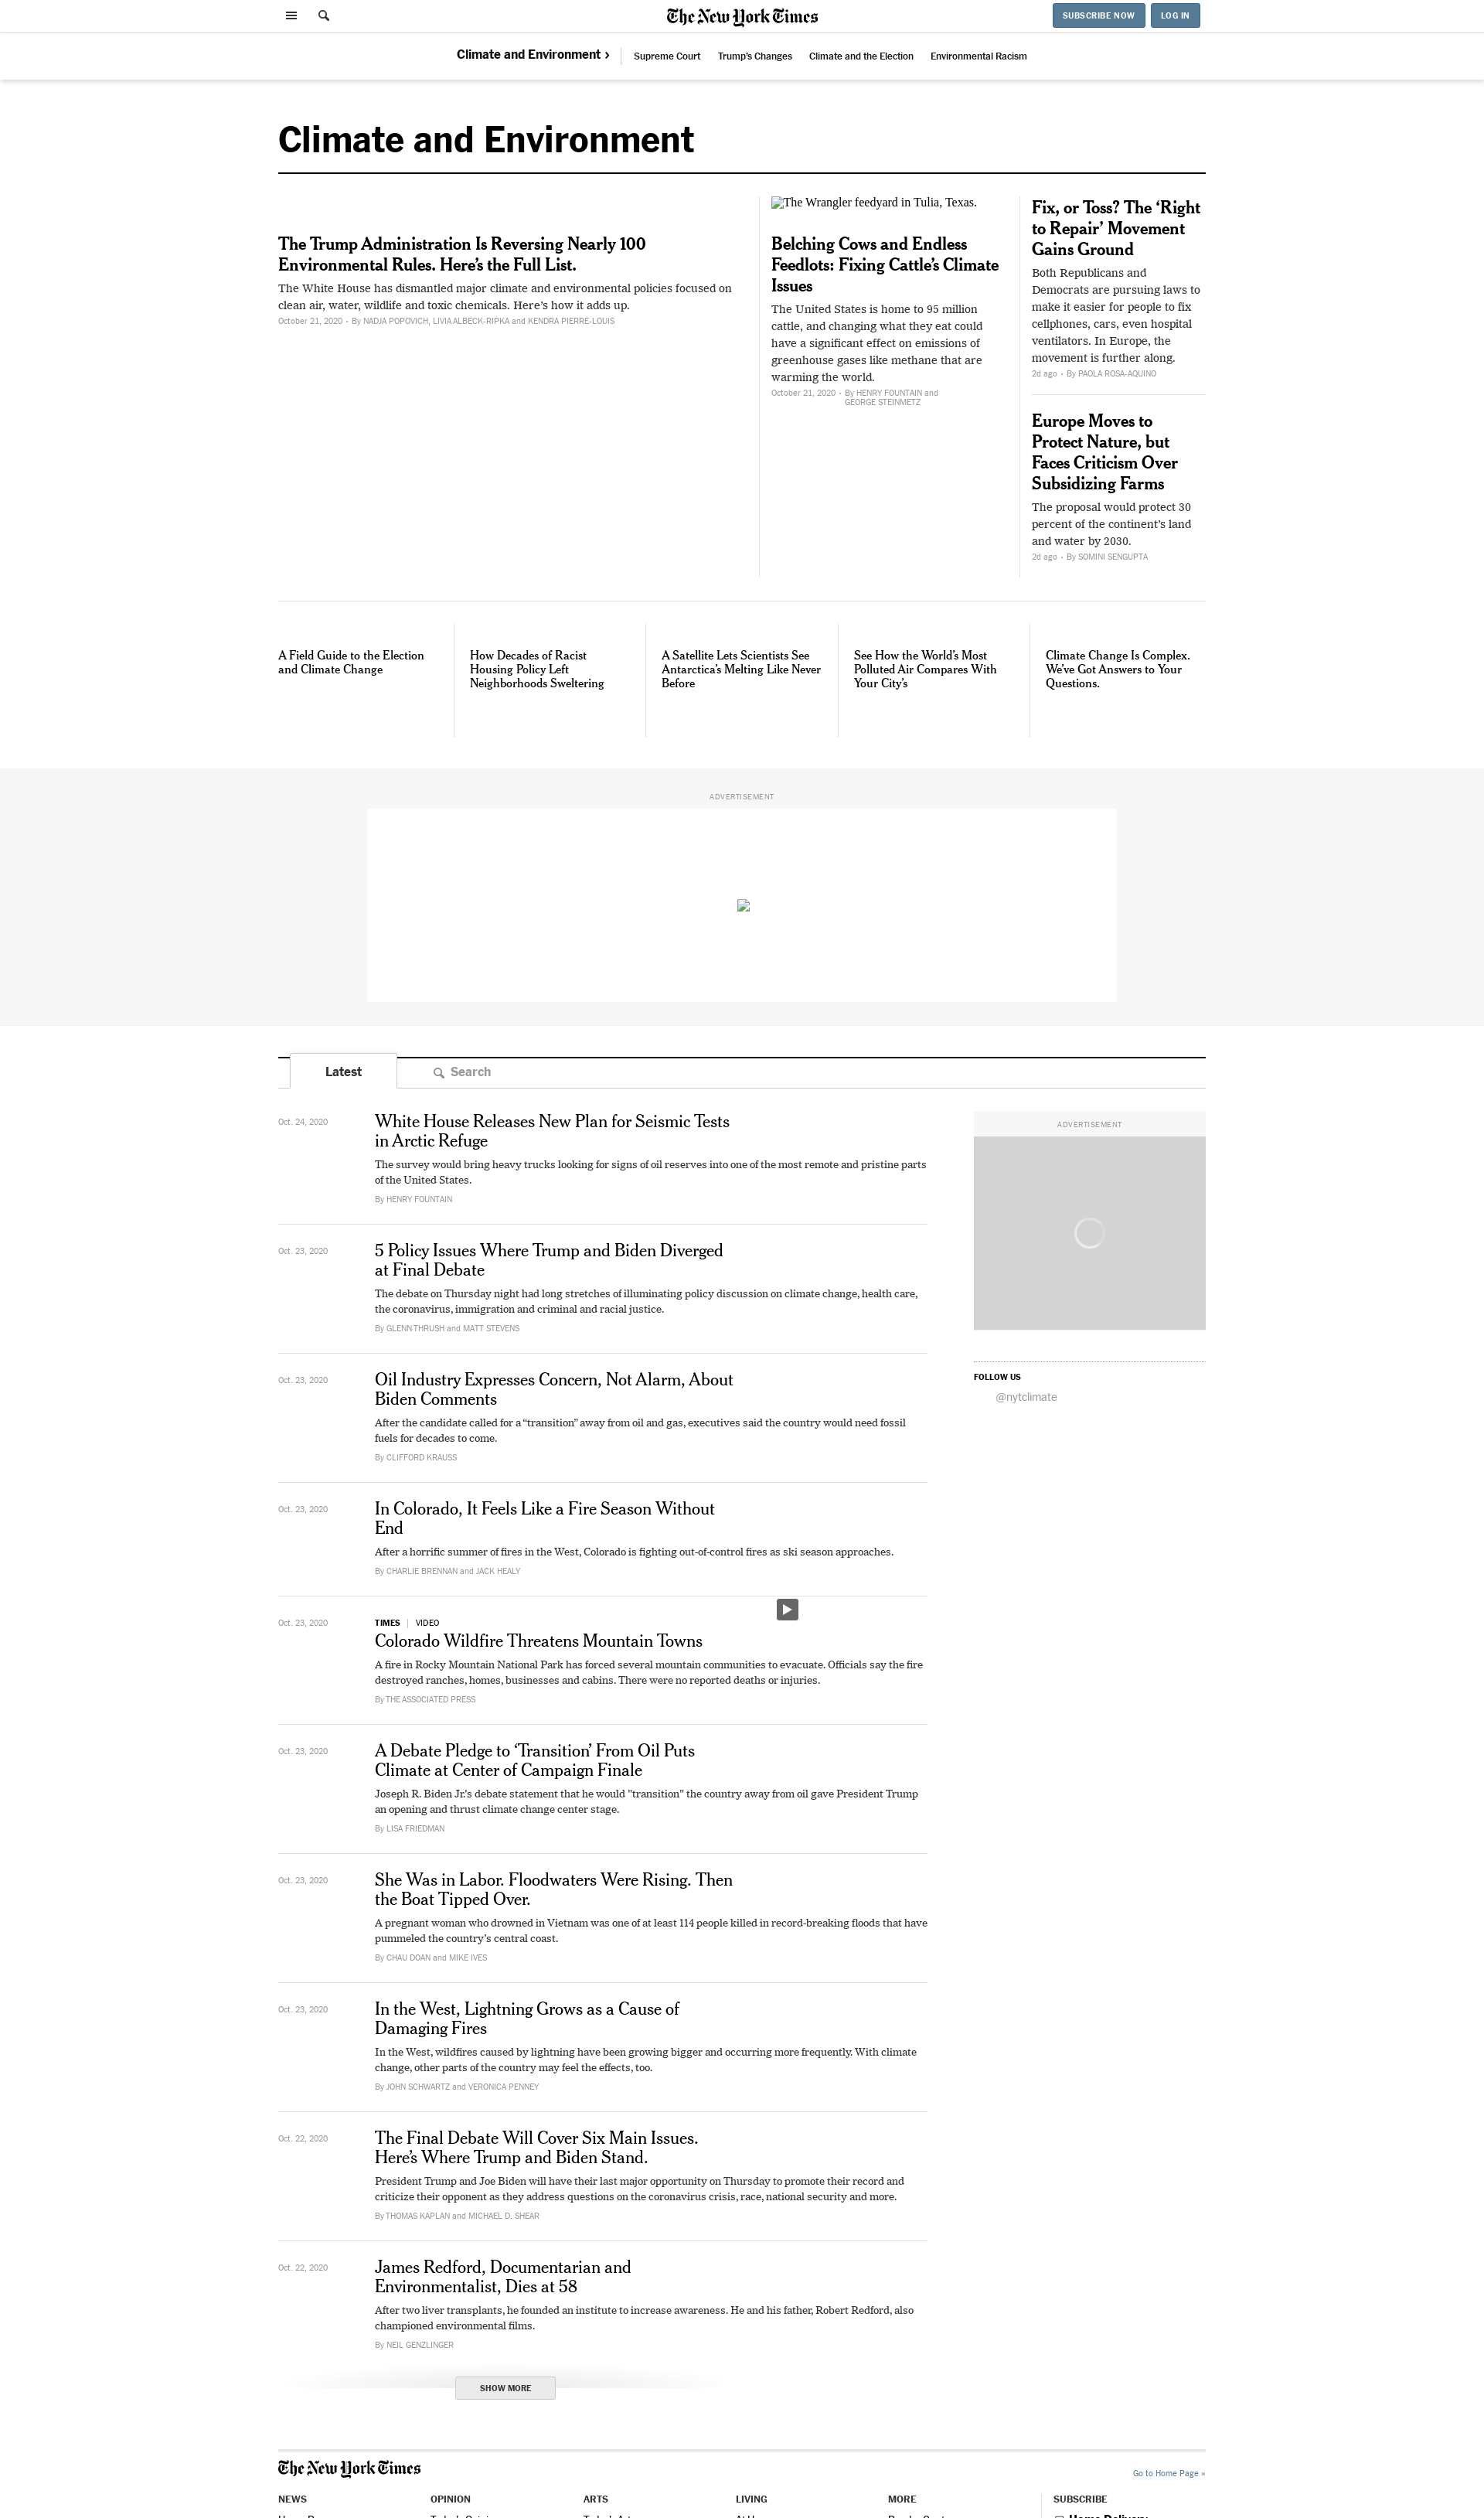 The New York Times
SUBSCRIBE NOW
LOG IN
Climate and Environment ›
Supreme Court
Trump's Changes
Climate and the Election
Environmental Racism
Climate and Environment
The Trump Administration Is Reversing Nearly 100
Environmental Rules. Here’s the Full List.
The White House has dismantled major climate and environmental policies focused on
clean air, water, wildlife and toxic chemicals. Here’s how it adds up.
October 21, 2020 • By NADJA POPOVICH, LIVIA ALBECK-RIPKA and KENDRA PIERRE-LOUIS
The Wrangler feedyard in Tulia, Texas.
Belching Cows and Endless
Feedlots: Fixing Cattle’s Climate
Issues
The United States is home to 95 million
cattle, and changing what they eat could
have a significant effect on emissions of
greenhouse gases like methane that are
warming the world.
October 21, 2020 • By HENRY FOUNTAIN and
GEORGE STEINMETZ
Fix, or Toss? The ‘Right
to Repair’ Movement
Gains Ground
Both Republicans and
Democrats are pursuing laws to
make it easier for people to fix
cellphones, cars, even hospital
ventilators. In Europe, the
movement is further along.
2d ago • By PAOLA ROSA-AQUINO
Europe Moves to
Protect Nature, but
Faces Criticism Over
Subsidizing Farms
The proposal would protect 30
percent of the continent’s land
and water by 2030.
2d ago • By SOMINI SENGUPTA
A Field Guide to the Election
and Climate Change
How Decades of Racist
Housing Policy Left
Neighborhoods Sweltering
A Satellite Lets Scientists See
Antarctica’s Melting Like Never
Before
See How the World’s Most
Polluted Air Compares With
Your City’s
Climate Change Is Complex.
We’ve Got Answers to Your
Questions.
ADVERTISEMENT
Latest
Search
Oct. 24, 2020
White House Releases New Plan for Seismic Tests
in Arctic Refuge
The survey would bring heavy trucks looking for signs of oil reserves into one of the most remote and pristine parts
of the United States.
By HENRY FOUNTAIN
ADVERTISEMENT
Oct. 23, 2020
5 Policy Issues Where Trump and Biden Diverged
at Final Debate
The debate on Thursday night had long stretches of illuminating policy discussion on climate change, health care,
the coronavirus, immigration and criminal and racial justice.
By GLENN THRUSH and MATT STEVENS
FOLLOW US
@nytclimate
Oct. 23, 2020
Oil Industry Expresses Concern, Not Alarm, About
Biden Comments
After the candidate called for a “transition” away from oil and gas, executives said the country would need fossil
fuels for decades to come.
By CLIFFORD KRAUSS
Oct. 23, 2020
In Colorado, It Feels Like a Fire Season Without
End
After a horrific summer of fires in the West, Colorado is fighting out-of-control fires as ski season approaches.
By CHARLIE BRENNAN and JACK HEALY
Oct. 23, 2020
TIMES | VIDEO
Colorado Wildfire Threatens Mountain Towns
A fire in Rocky Mountain National Park has forced several mountain communities to evacuate. Officials say the fire
destroyed ranches, homes, businesses and cabins. There were no reported deaths or injuries.
By THE ASSOCIATED PRESS
Oct. 23, 2020
A Debate Pledge to ‘Transition’ From Oil Puts
Climate at Center of Campaign Finale
Joseph R. Biden Jr.'s debate statement that he would "transition" the country away from oil gave President Trump
an opening and thrust climate change center stage.
By LISA FRIEDMAN
Oct. 23, 2020
She Was in Labor. Floodwaters Were Rising. Then
the Boat Tipped Over.
A pregnant woman who drowned in Vietnam was one of at least 114 people killed in record-breaking floods that have
pummeled the country’s central coast.
By CHAU DOAN and MIKE IVES
Oct. 23, 2020
In the West, Lightning Grows as a Cause of
Damaging Fires
In the West, wildfires caused by lightning have been growing bigger and occurring more frequently. With climate
change, other parts of the country may feel the effects, too.
By JOHN SCHWARTZ and VERONICA PENNEY
Oct. 22, 2020
The Final Debate Will Cover Six Main Issues.
Here’s Where Trump and Biden Stand.
President Trump and Joe Biden will have their last major opportunity on Thursday to promote their record and
criticize their opponent as they address questions on the coronavirus crisis, race, national security and more.
By THOMAS KAPLAN and MICHAEL D. SHEAR
Oct. 22, 2020
James Redford, Documentarian and
Environmentalist, Dies at 58
After two liver transplants, he founded an institute to increase awareness. He and his father, Robert Redford, also
championed environmental films.
By NEIL GENZLINGER
SHOW MORE
The New York Times
Go to Home Page »
NEWS
OPINION
ARTS
LIVING
MORE
SUBSCRIBE